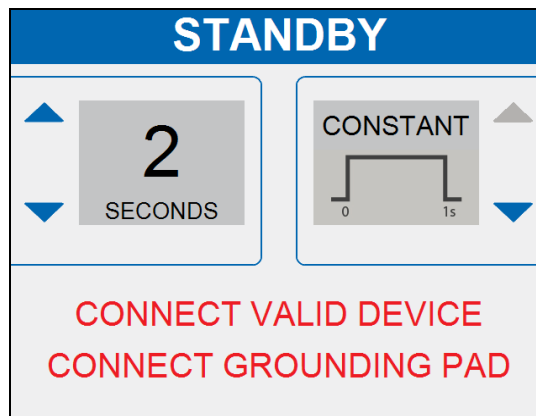 STANDBY
2
SECONDS
CONSTANT
0 1s
CONNECT VALID DEVICE
CONNECT GROUNDING PAD